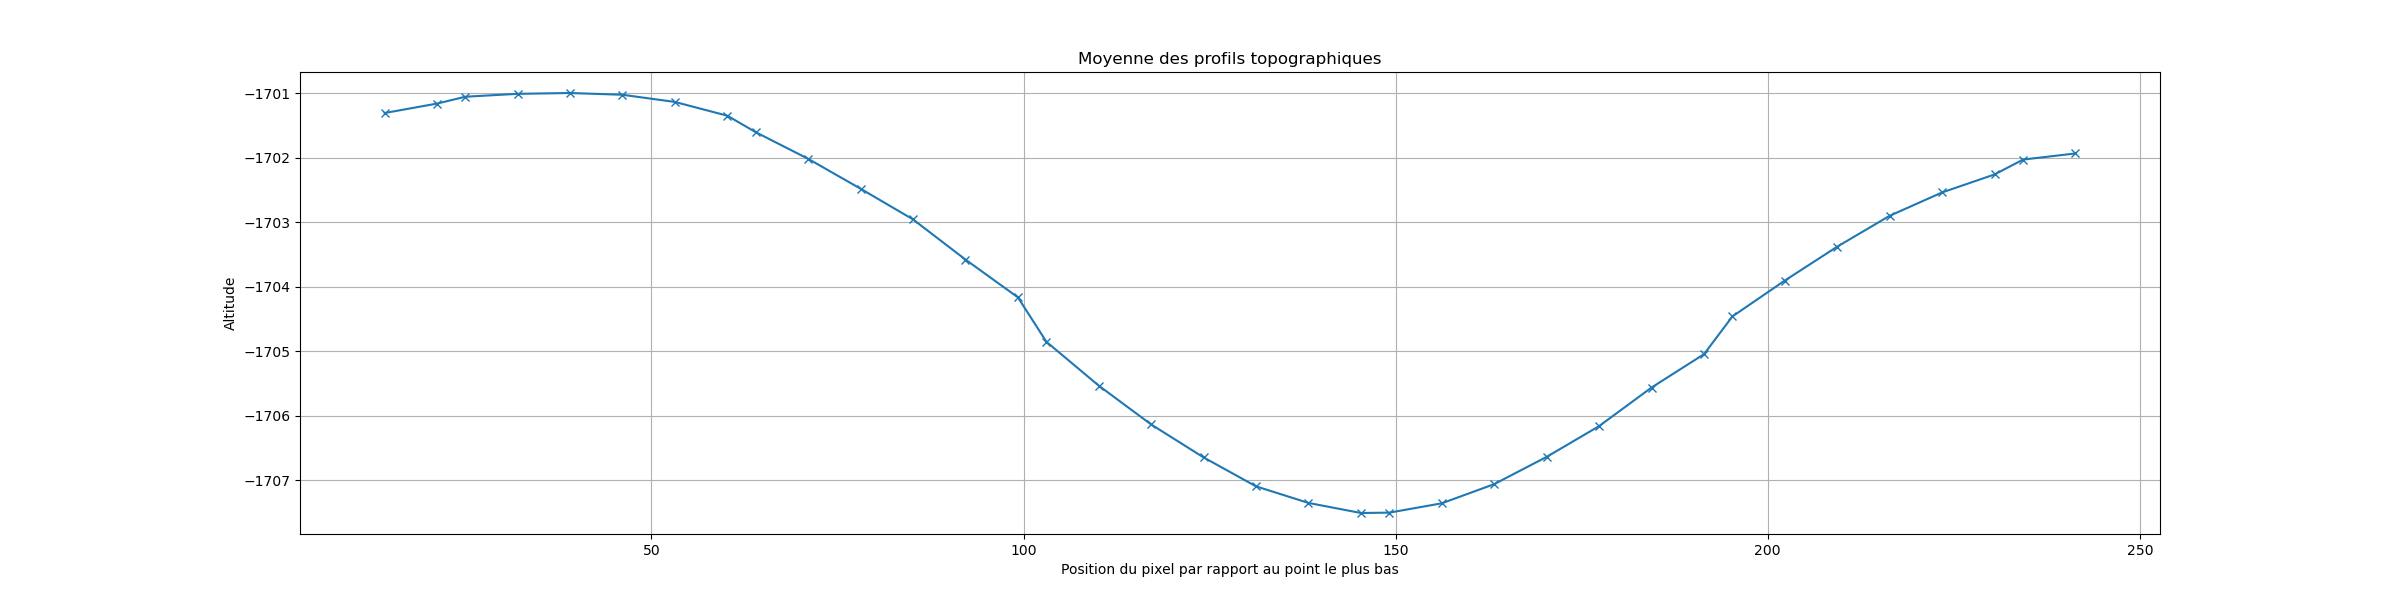 Moyenne des profils topographiques
Altitude
−1701
−1702
−1703
−1704
−1705
−1706
−1707
50 100 150 200 250
Position du pixel par rapport au point le plus bas